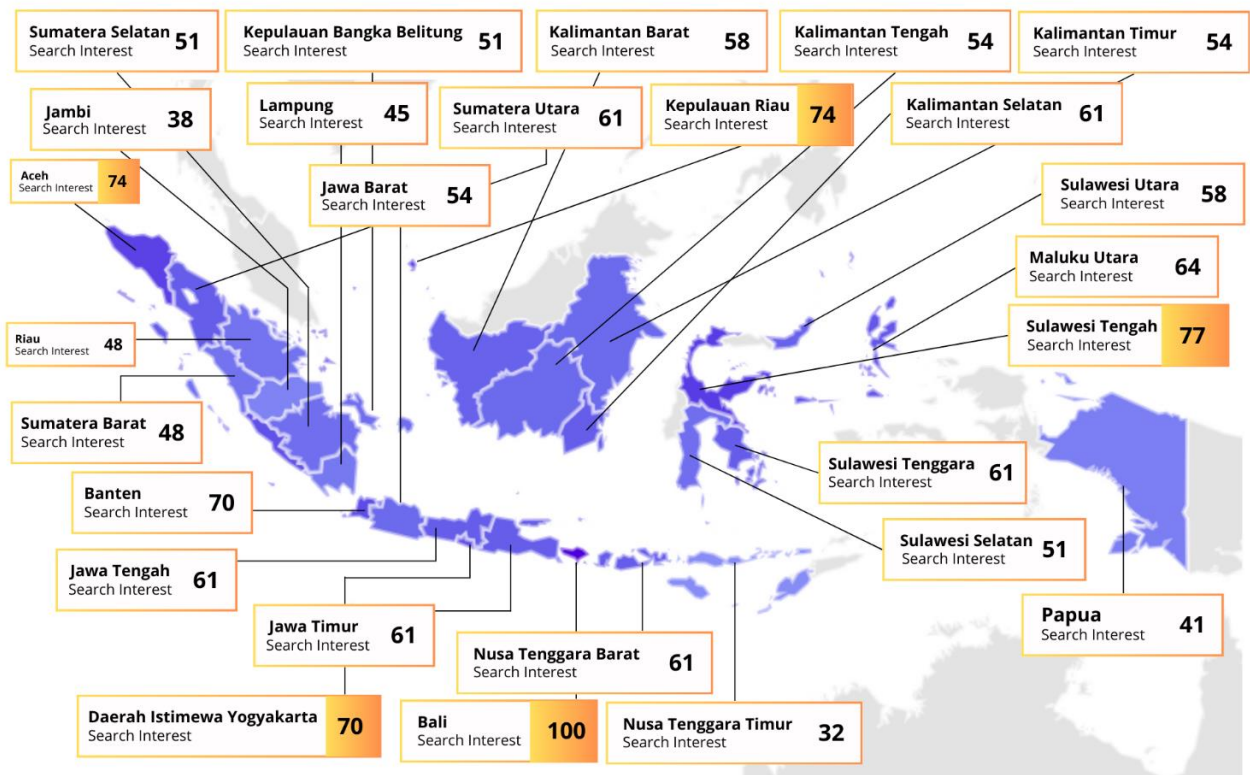 Sumatera Selatan
Search Interest
51
Kepulauan Bangka Belitung
Search Interest
51
Kalimantan Barat
Search Interest
58
Kalimantan Tengah
Search Interest
54
Kalimantan Timur
Search Interest
54
Jambi
Search Interest
38
Lampung
Search Interest
45
Sumatera Utara
Search Interest
61
Kepulauan Riau
Search Interest
74
Kalimantan Selatan
Search Interest
61
Aceh
Search Interest
74
Jawa Barat
Search Interest
54
Sulawesi Utara
Search Interest
58
Maluku Utara
Search Interest
64
Riau
Search Interest
48
Sulawesi Tengah
Search Interest
77
Sumatera Barat
Search Interest
48
Sulawesi Tenggara
Search Interest
61
Banten
Search Interest
70
Sulawesi Selatan
Search Interest
51
Jawa Tengah
Search Interest
61
Jawa Timur
Search Interest
61
Papua
Search Interest
41
Nusa Tenggara Barat
Search Interest
61
Daerah Istimewa Yogyakarta
Search Interest
70
Bali
Search Interest
100
Nusa Tenggara Timur
Search Interest
32